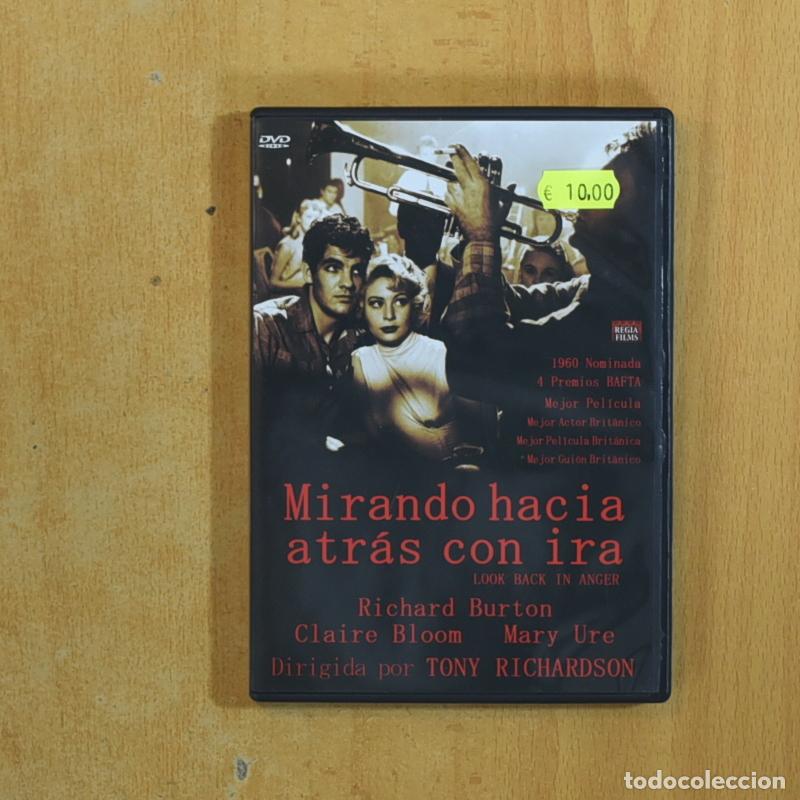 DVD
VIDEO
€ 10.00
REGIA
FILMS
1960 Nominada
4 Premios BAFTA
Mejor Película
Mejor Actor Británico
Mejor Película Británica
* Mejor Guión Británico
Mirando hacia
atrás con ira
LOOK BACK IN ANGER
Richard Burton
Claire Bloom Mary Ure
Dirigida por TONY RICHARDSON
todocoleccion